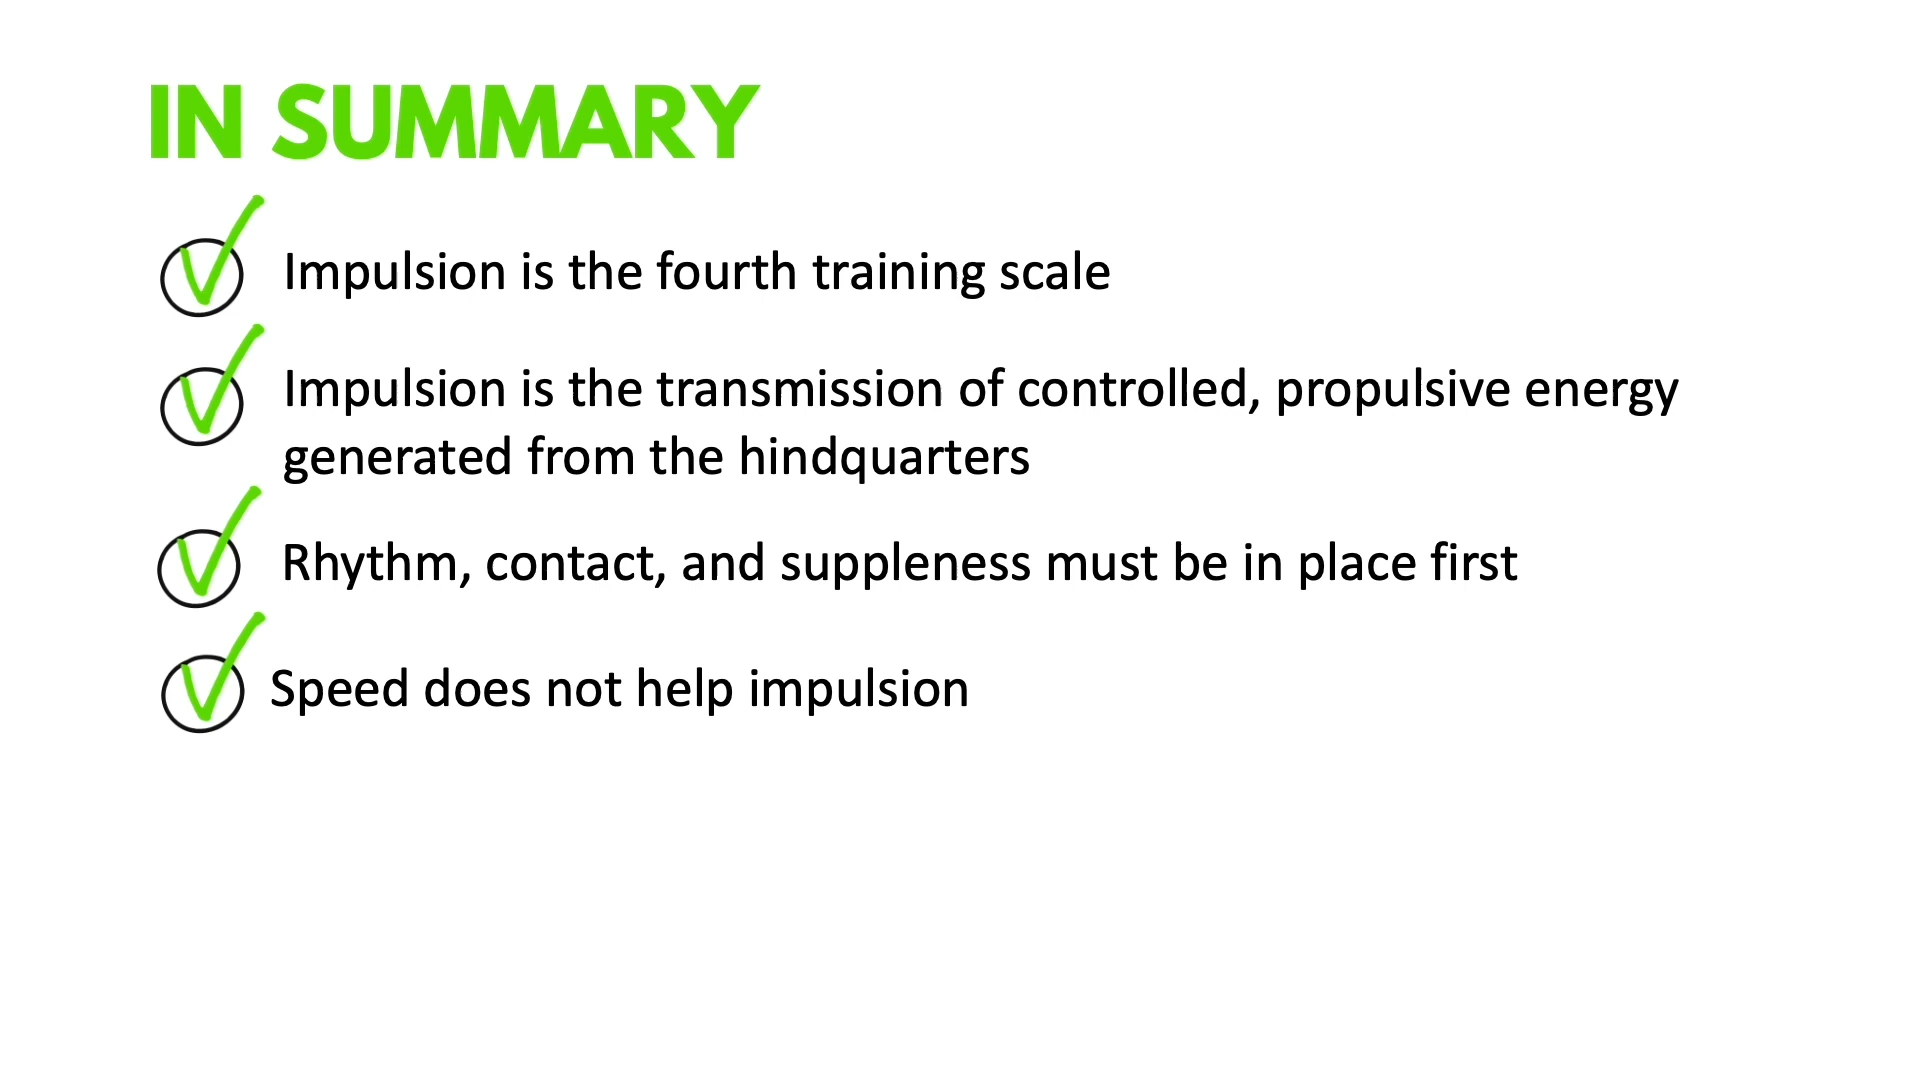 IN SUMMARY
Impulsion is the fourth training scale
Impulsion is the transmission of controlled, propulsive energy
generated from the hindquarters
Rhythm, contact, and suppleness must be in place first
Speed does not help impulsion